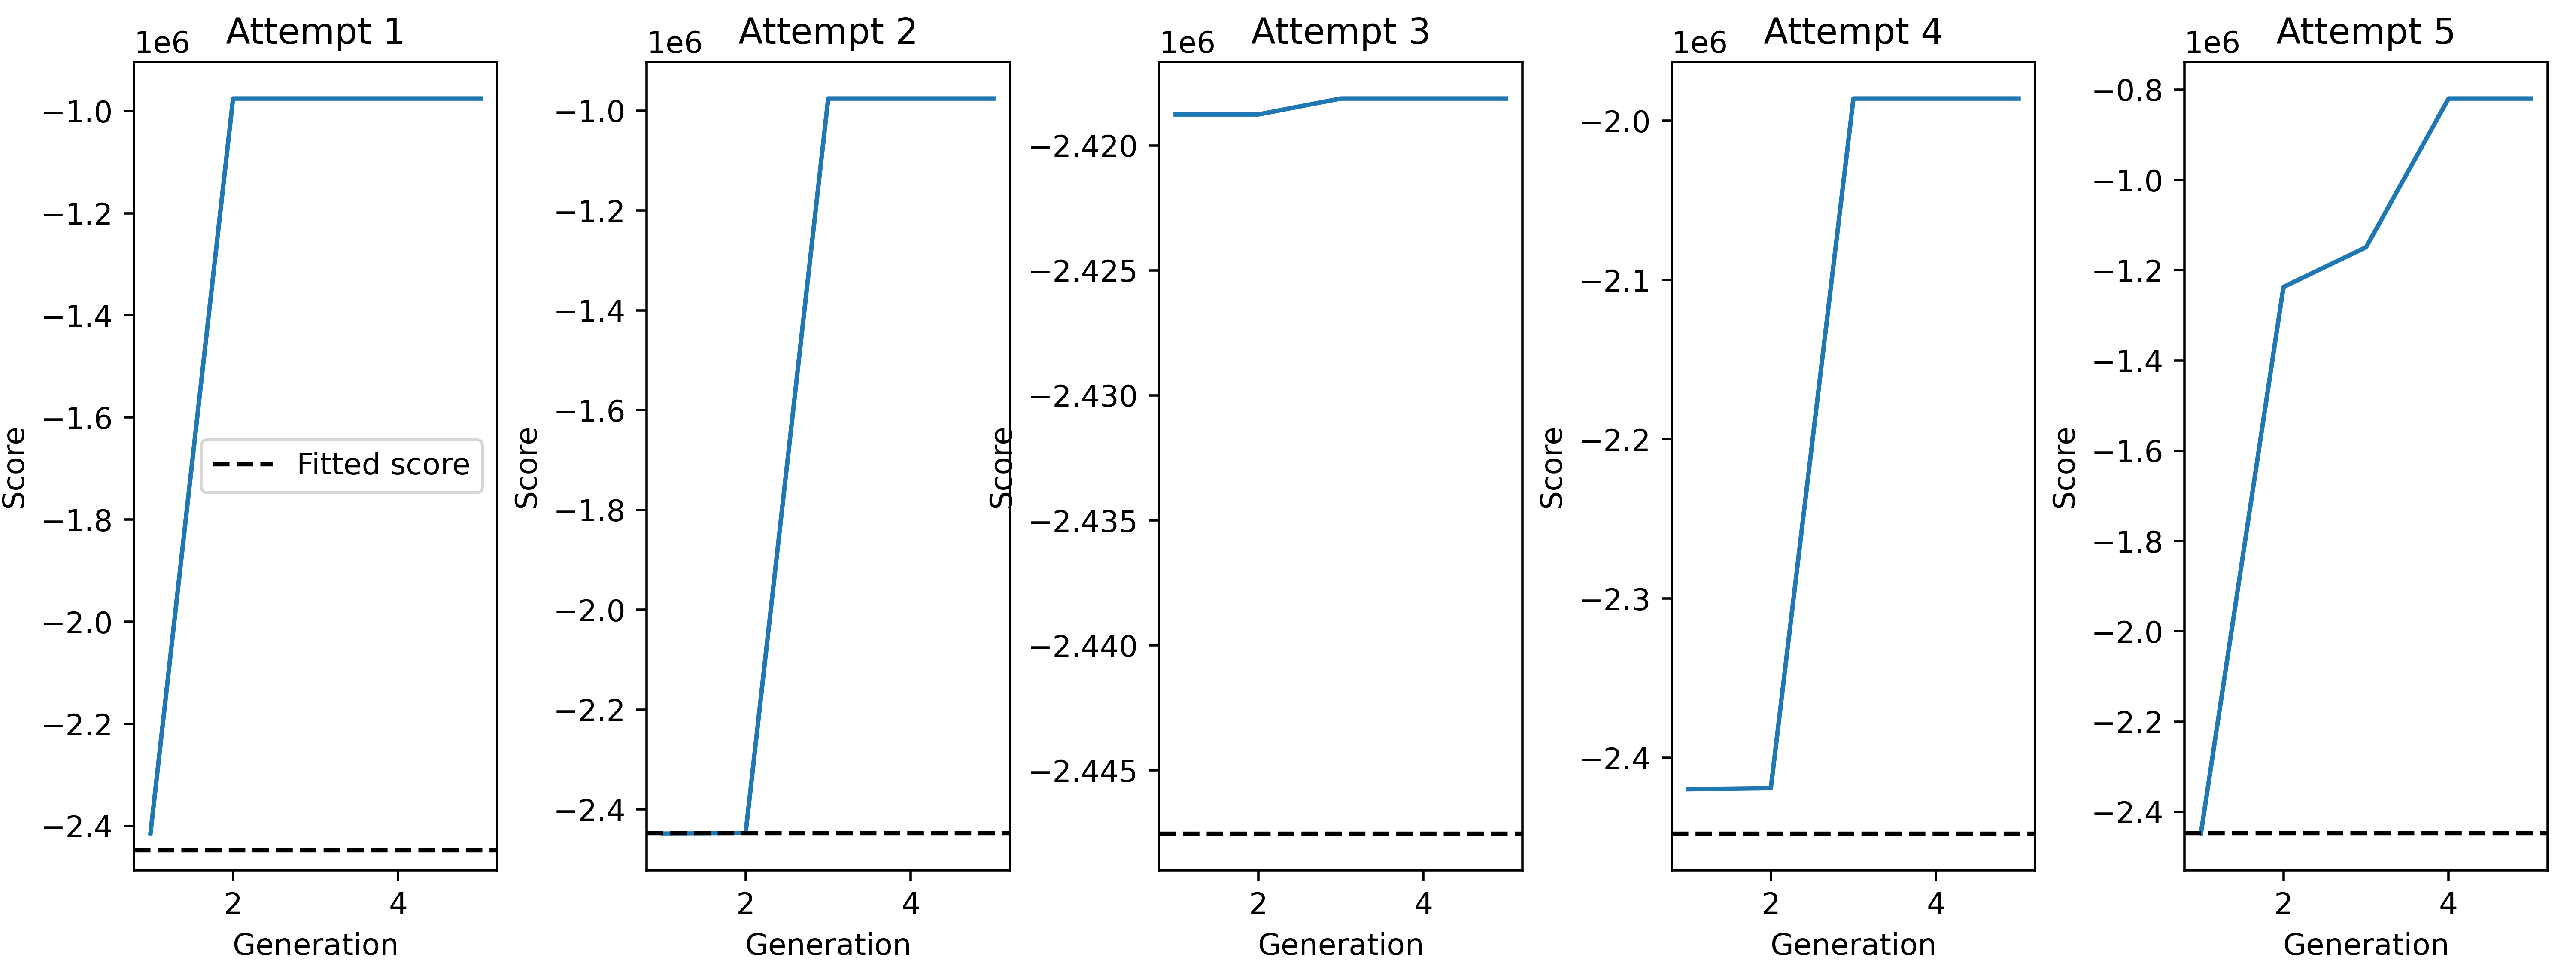 Attempt 1
1e6
−1.0
−1.2
−1.4
−1.6
−1.8
−2.0
−2.2
−2.4
Score
Fitted score
2 4
Generation
Attempt 2
1e6
−1.0
−1.2
−1.4
−1.6
−1.8
−2.0
−2.2
−2.4
Score
2 4
Generation
Attempt 3
1e6
−2.420
−2.425
−2.430
−2.435
−2.440
−2.445
Score
2 4
Generation
Attempt 4
1e6
−2.0
−2.1
−2.2
−2.3
−2.4
Score
2 4
Generation
Attempt 5
1e6
−0.8
−1.0
−1.2
−1.4
−1.6
−1.8
−2.0
−2.2
−2.4
Score
2 4
Generation